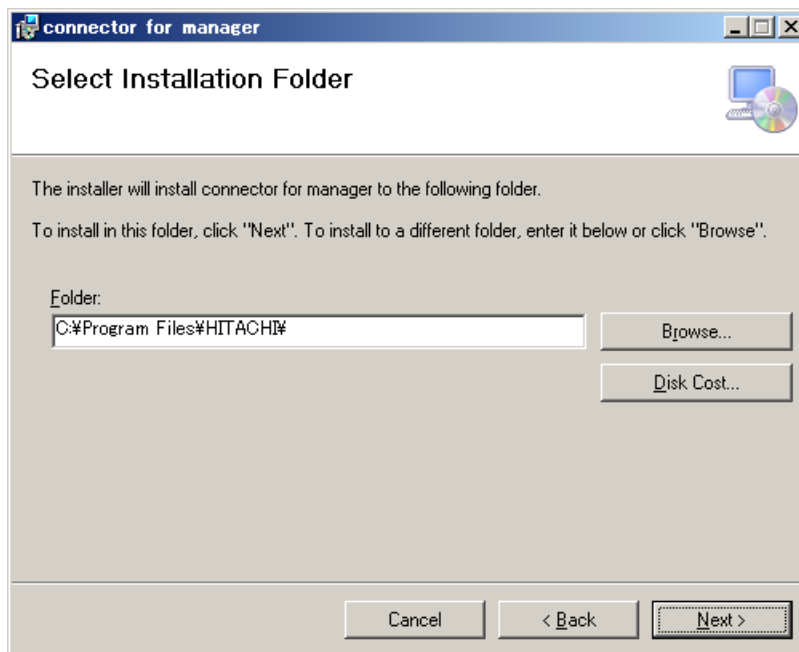 connector for manager
Select Installation Folder
The installer will install connector for manager to the following folder.
To install in this folder, click "Next". To install to a different folder, enter it below or click "Browse".
Folder:
C:¥Program Files¥HITACHI¥
Browse...
Disk Cost...
Cancel
< Back
Next >